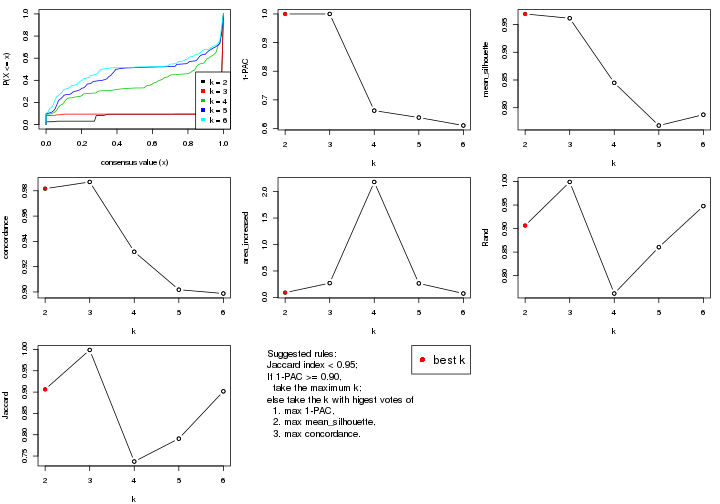 P(X <= x)
0.0 0.2 0.4 0.6 0.8 1.0
0.0 0.2 0.4 0.6 0.8 1.0
consensus value (x)
k = 2
k = 3
k = 4
k = 5
k = 6
1-PAC
0.6 0.7 0.8 0.9 1.0
2 3 4 5 6
k
mean_silhouette
0.80 0.85 0.90 0.95
2 3 4 5 6
k
concordance
0.90 0.92 0.94 0.96 0.98
2 3 4 5 6
k
area_increased
0.0 0.5 1.0 1.5 2.0
2 3 4 5 6
k
Rand
0.80 0.85 0.90 0.95 1.00
2 3 4 5 6
k
Jaccard
0.75 0.80 0.85 0.90 0.95 1.00
2 3 4 5 6
k
Suggested rules:
Jaccard index < 0.95;
If 1-PAC >= 0.90,
take the maximum k;
else take the k with higest votes of
1. max 1-PAC,
2. max mean_silhouette,
3. max concordance.
best k